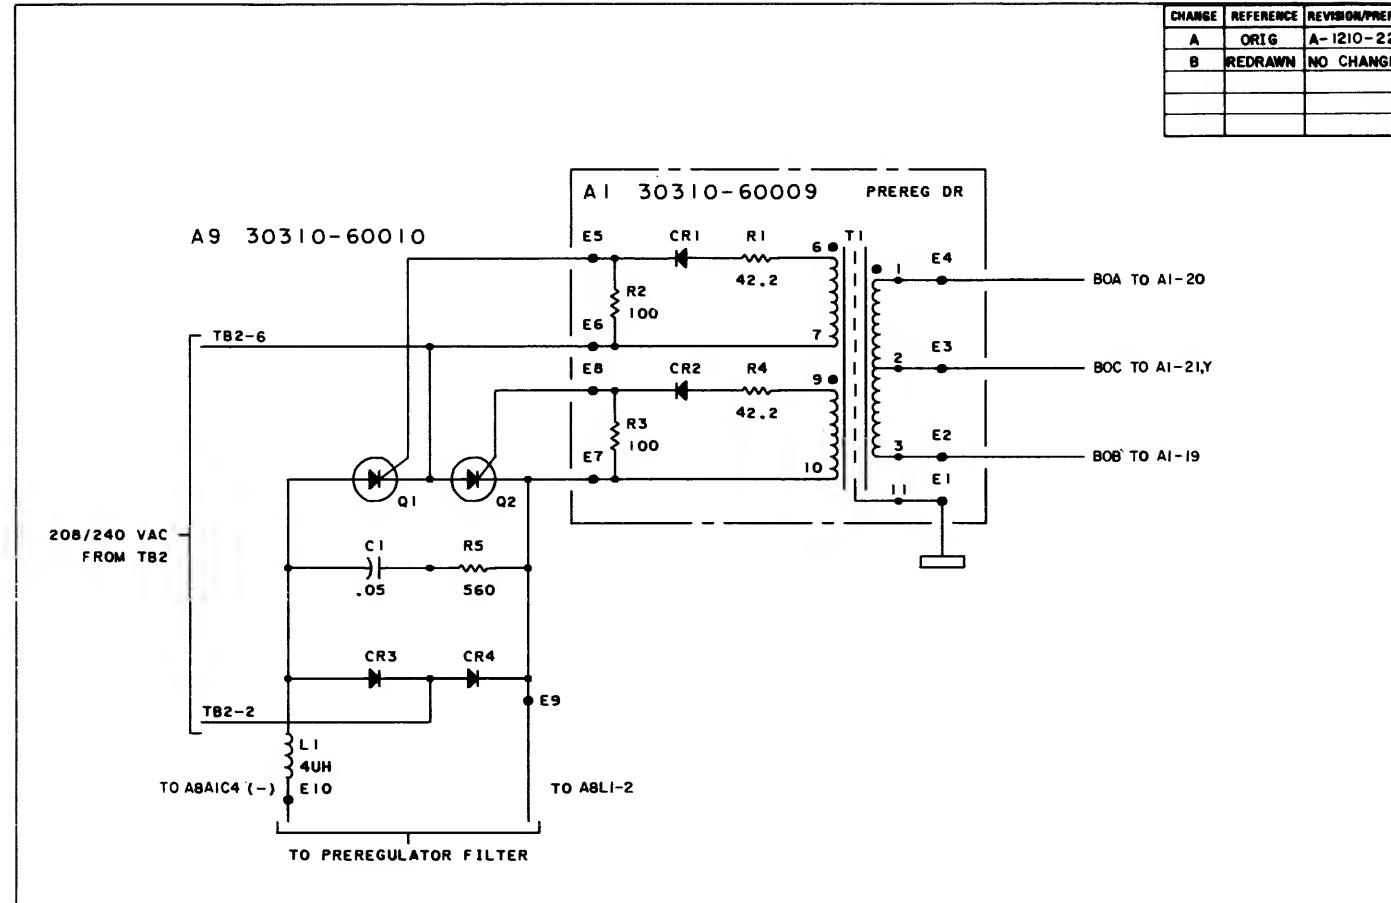 CHANGE REFERENCE
A ORIG A-1210-22
B REDRAWN NO CHANGE
A1 30310-60009 PREREG DR
A9 30310-60010
E5 CR1 R1 6 T1
42.2
1 E4
BOA TO A1-20
R2
100
E6
7
TB2-6
E3
2
BOC TO A1-21,Y
E8 CR2 R4 9
42.2
R3
100
E7
10
E2
3
BOB TO A1-19
E1
11
Q1 Q2
208/240 VAC
FROM TB2
C1 R5
.05 560
CR3 CR4
E9
TB2-2
L1
4UH
TO A8A1C4 (-) E10
TO A8L1-2
TO PREREGULATOR FILTER